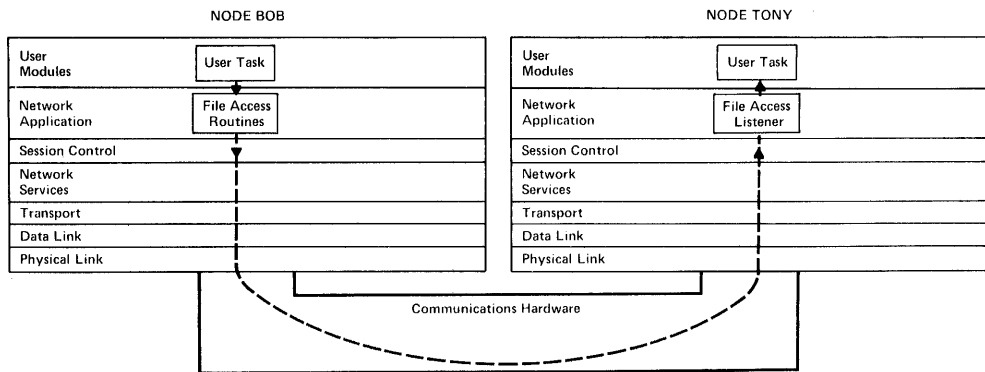 NODE BOB
User
Modules
User Task
Network
Application
File Access
Routines
Session Control
Network
Services
Transport
Data Link
Physical Link
NODE TONY
User
Modules
User Task
Network
Application
File Access
Listener
Session Control
Network
Services
Transport
Data Link
Physical Link
Communications Hardware